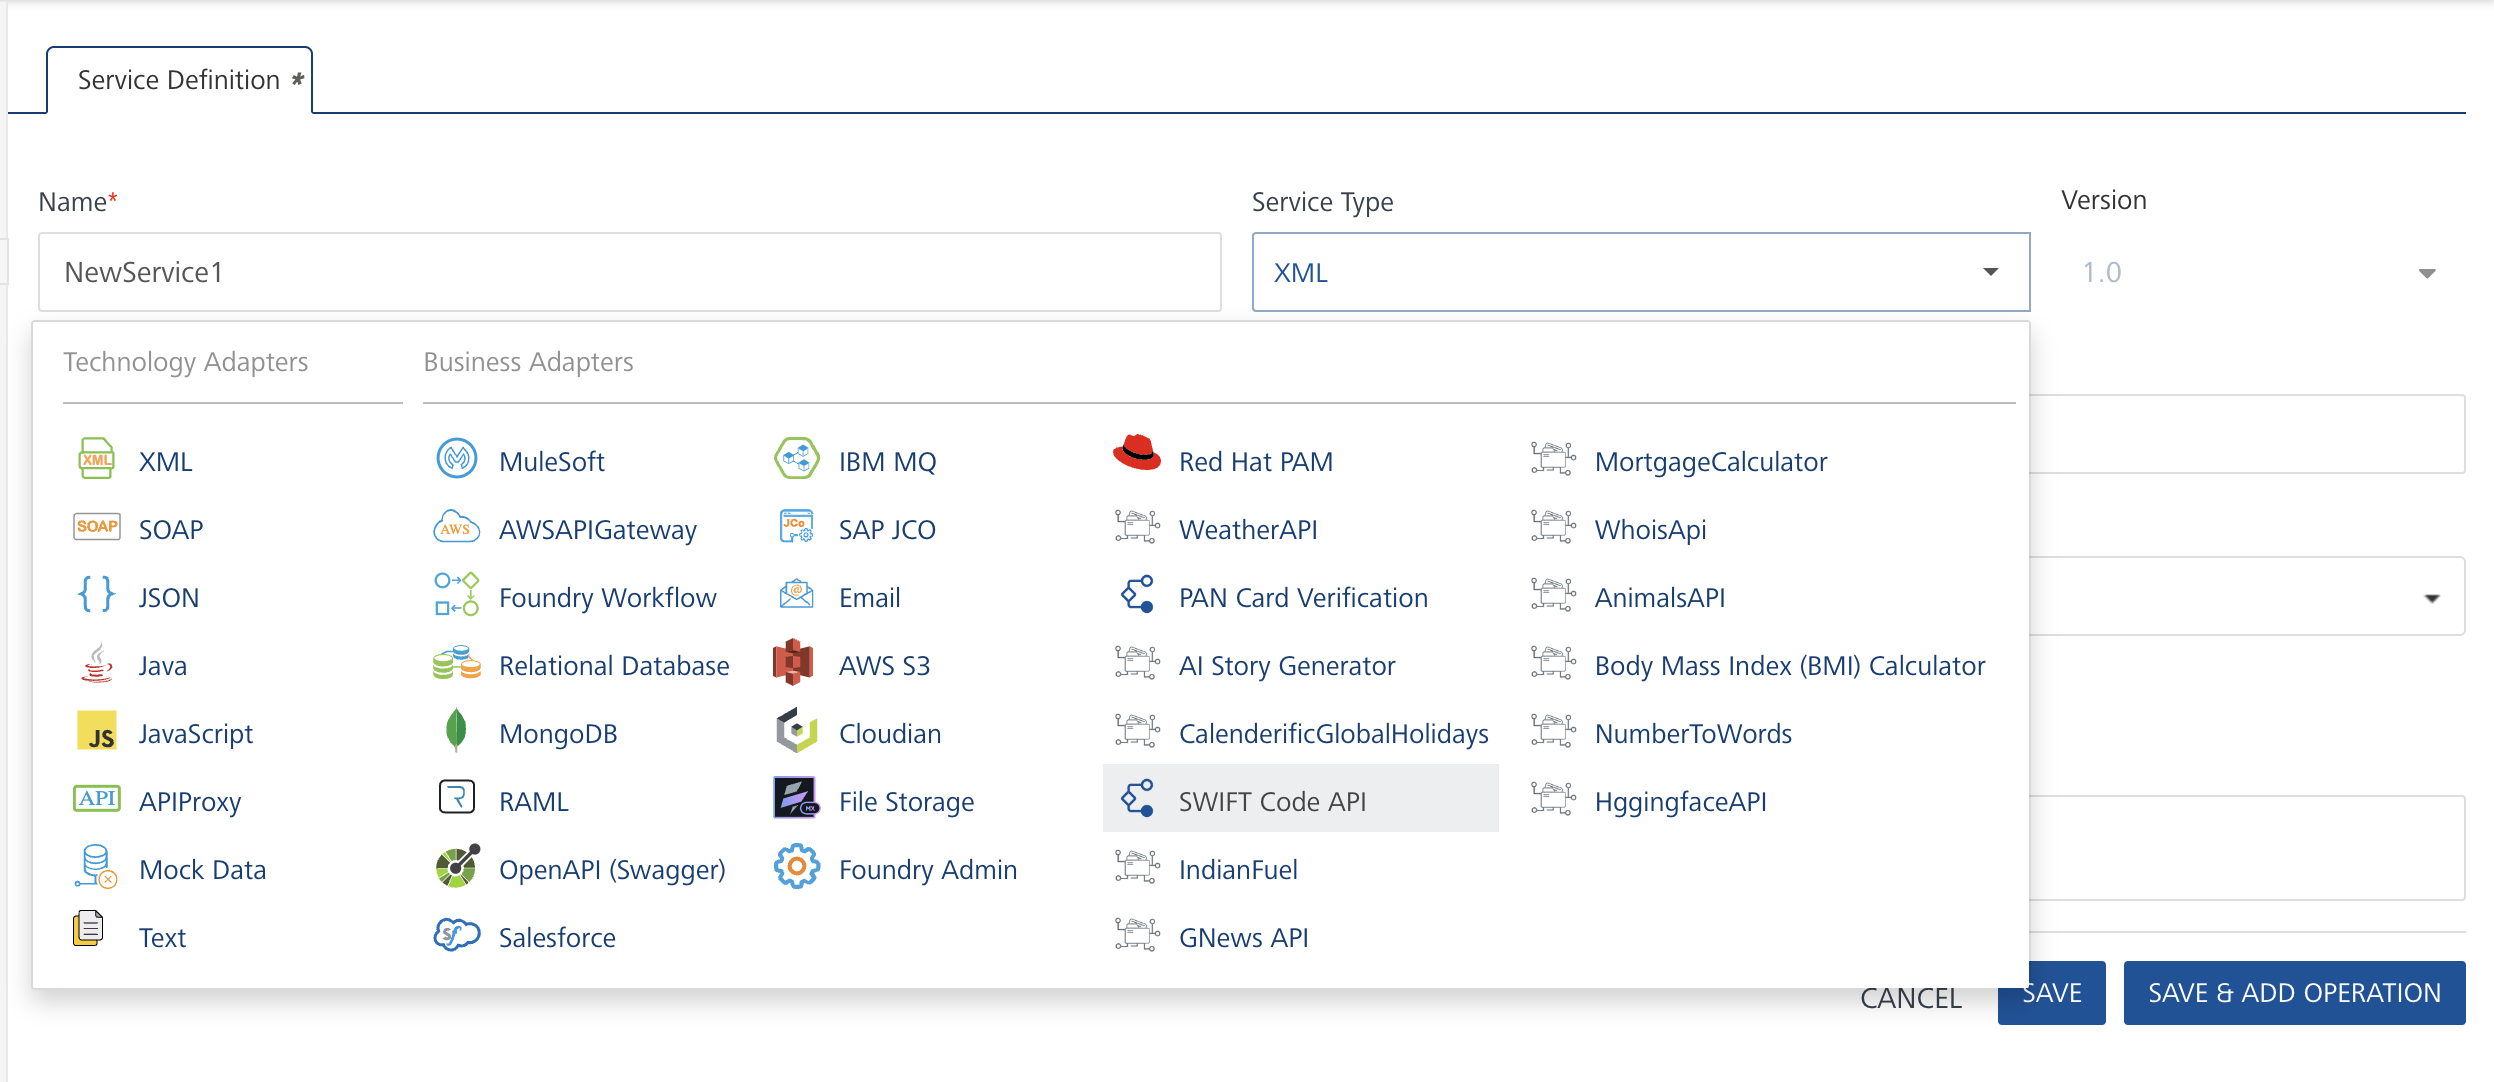 Service Definition *
Name*
Service Type
Version
NewService1
XML
1.0
Technology Adapters
XML
SOAP
JSON
Java
JavaScript
APIProxy
Mock Data
Text
Business Adapters
MuleSoft
AWSAPIGateway
Foundry Workflow
Relational Database
MongoDB
RAML
OpenAPI (Swagger)
Salesforce
IBM MQ
SAP JCO
Email
AWS S3
Cloudian
File Storage
Foundry Admin
Red Hat PAM
WeatherAPI
PAN Card Verification
AI Story Generator
CalenderificGlobalHolidays
SWIFT Code API
IndianFuel
GNews API
MortgageCalculator
WhoisApi
AnimalsAPI
Body Mass Index (BMI) Calculator
NumberToWords
HggingfaceAPI
CANCEL
SAVE
SAVE & ADD OPERATION